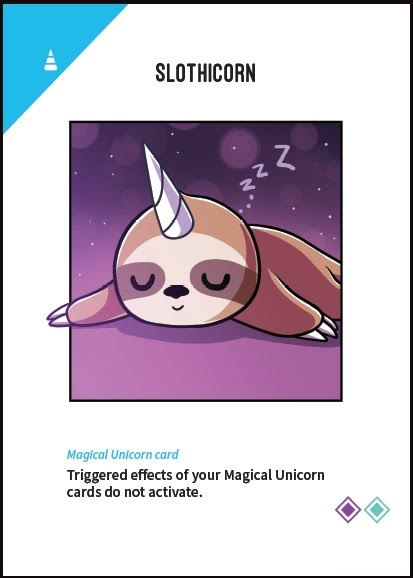 SLOTHICORN
z z Z
Magical Unicorn card
Triggered effects of your Magical Unicorn
cards do not activate.